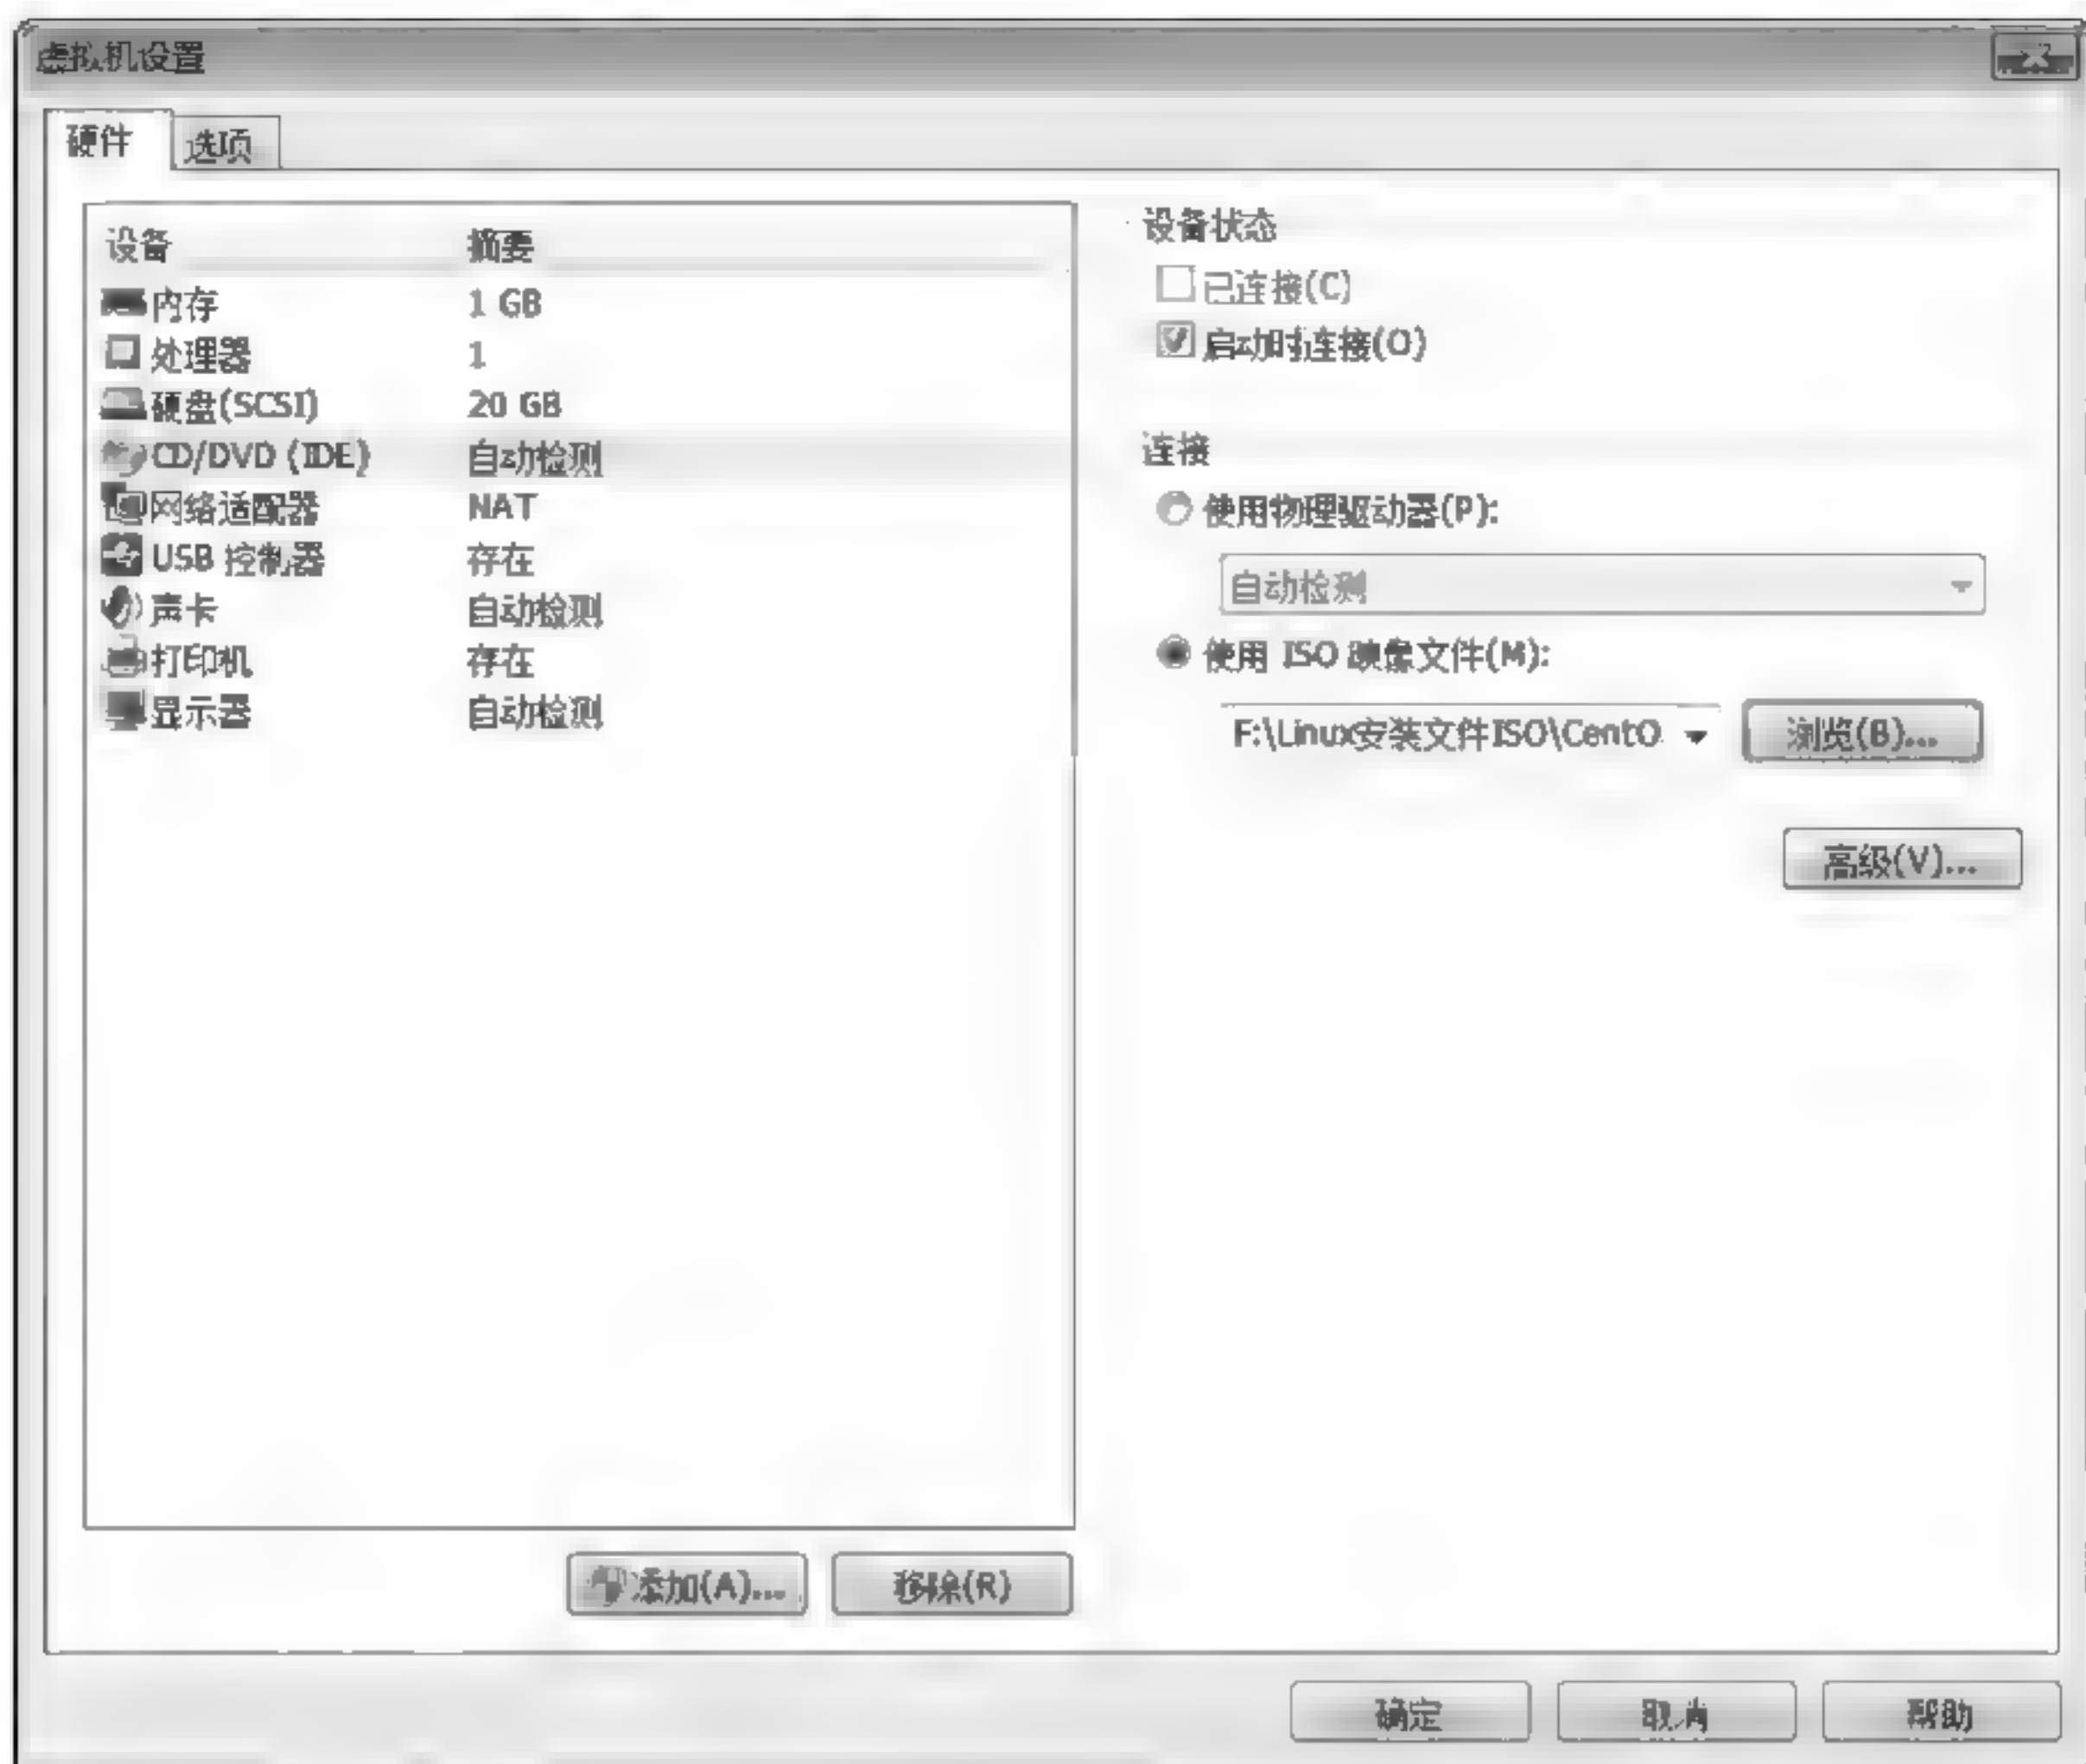 虚拟机设置
硬件 选项
设备 摘要
内存 1 GB
处理器 1
硬盘(SCSI) 20 GB
CD/DVD (IDE) 自动检测
网络适配器 NAT
USB 控制器 存在
声卡 自动检测
打印机 存在
显示器 自动检测
添加(A)... 移除(R)
设备状态
已连接(C)
启动时连接(O)
连接
使用物理驱动器(P):
自动检测
使用 ISO 映像文件(M):
F:\Linux安装文件ISO\CentO 浏览(B)...
高级(V)...
确定 取消 帮助